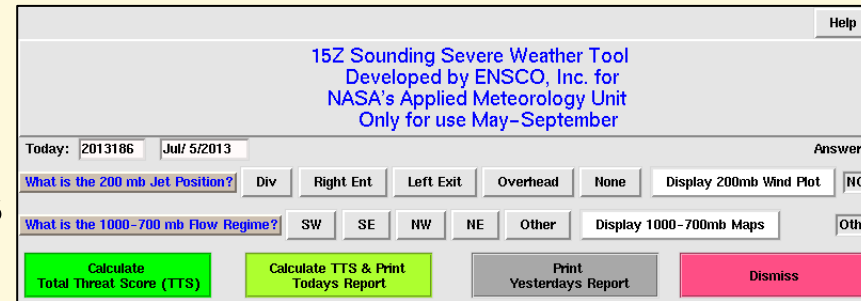 Help
15Z Sounding Severe Weather Tool
Developed by ENSCO, Inc. for
NASA's Applied Meteorology Unit
Only for use May-September
Today: 2013186 Jul/ 5/2013 Answer
What is the 200 mb Jet Position? Div Right Ent Left Exit Overhead None Display 200mb Wind Plot NO
What is the 1000-700 mb Flow Regime? SW SE NW NE Other Display 1000-700mb Maps Oth
Calculate Total Threat Score (TTS) Calculate TTS & Print Todays Report Print Yesterdays Report Dismiss